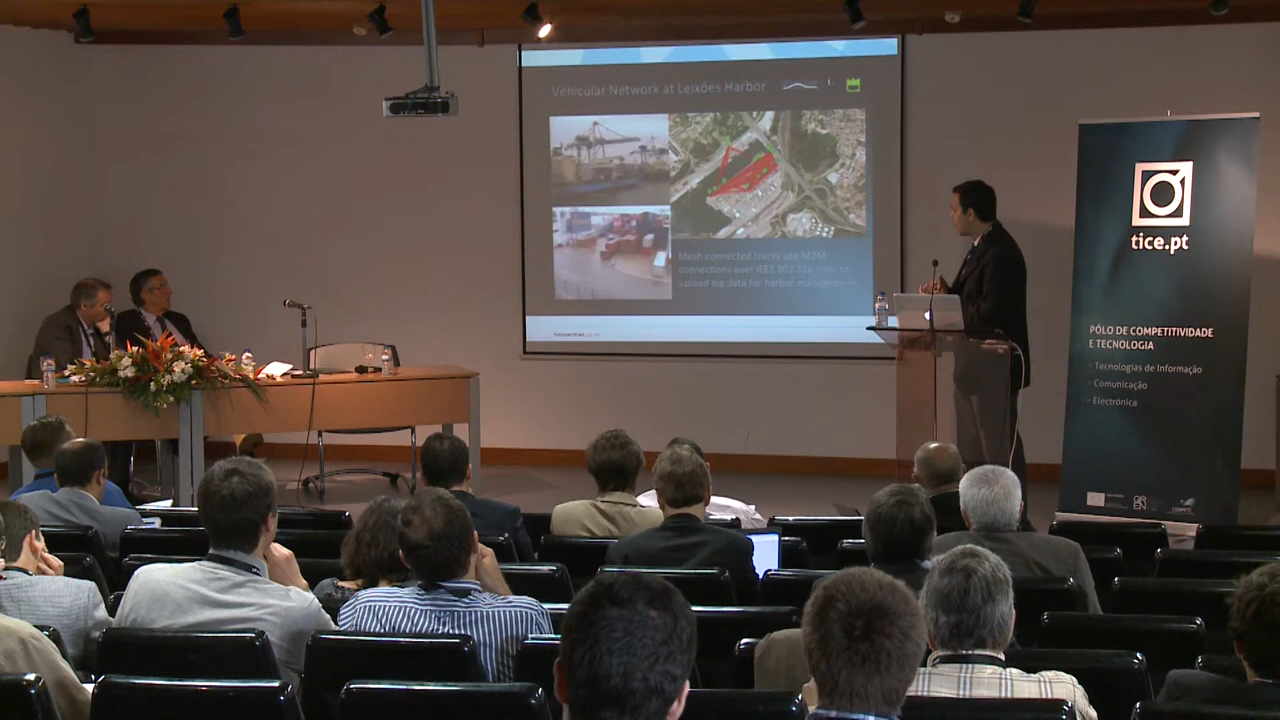 Vehicular Network at Leixões Harbor
Mesh connected trucks use M2M
connections over IEEE 802.11p links to
upload big data for harbor management
tice.pt
PÓLO DE COMPETITIVIDADE
E TECNOLOGIA
Tecnologias de Informação
Comunicação
Electrónica
COMPETE